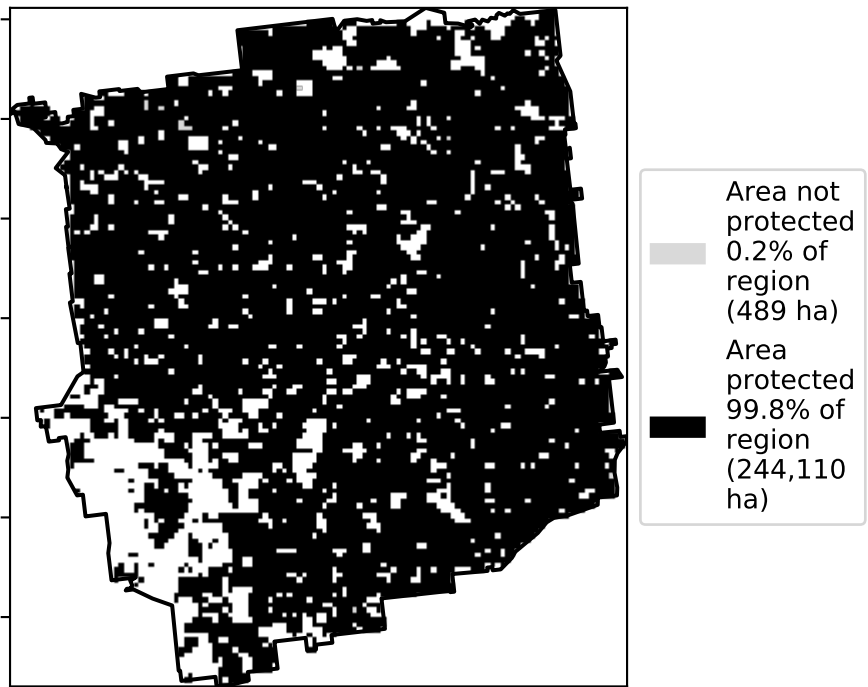 Area not
protected
0.2% of
region
(489 ha)
Area
protected
99.8% of
region
(244,110
ha)